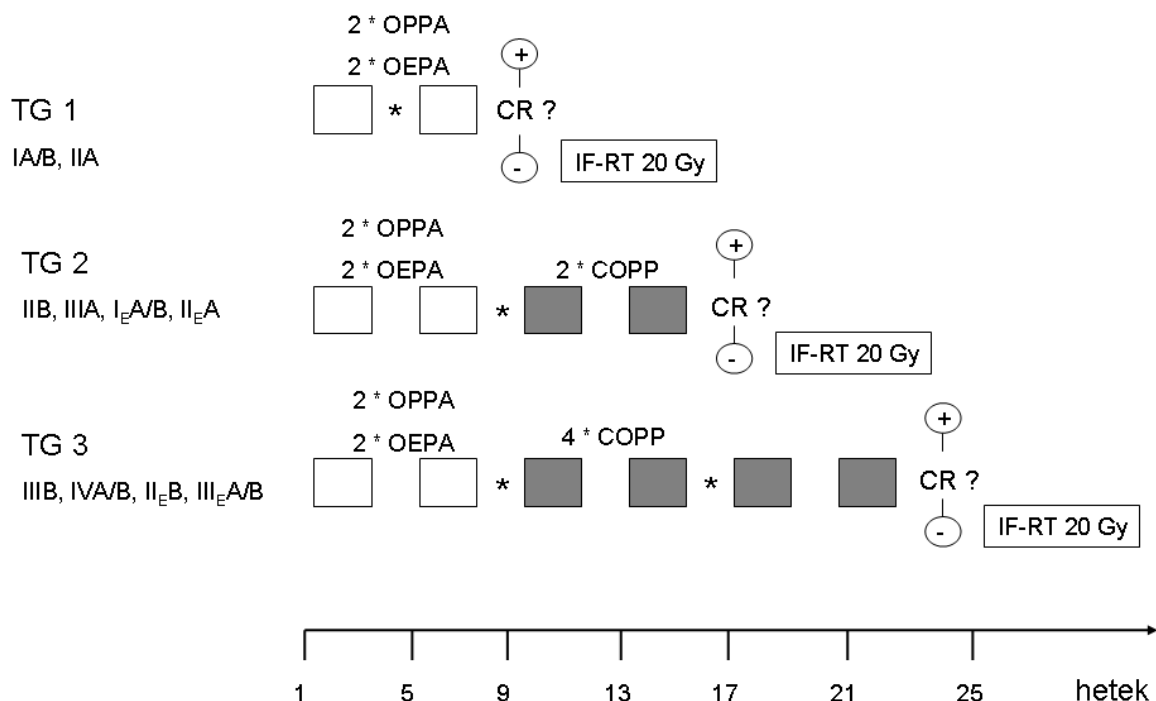 2 * OPPA
2 * OEPA
TG 1
*
+
CR ?
-
IA/B, IIA
IF-RT 20 Gy
2 * OPPA
TG 2
2 * OEPA
2 * COPP
+
IIB, IIIA, IEA/B, IIEA
*
CR ?
-
IF-RT 20 Gy
2 * OPPA
TG 3
2 * OEPA
4 * COPP
+
IIIB, IVA/B, IIEB, IIIEA/B
*
*
CR ?
-
IF-RT 20 Gy
1 5 9 13 17 21 25 hetek